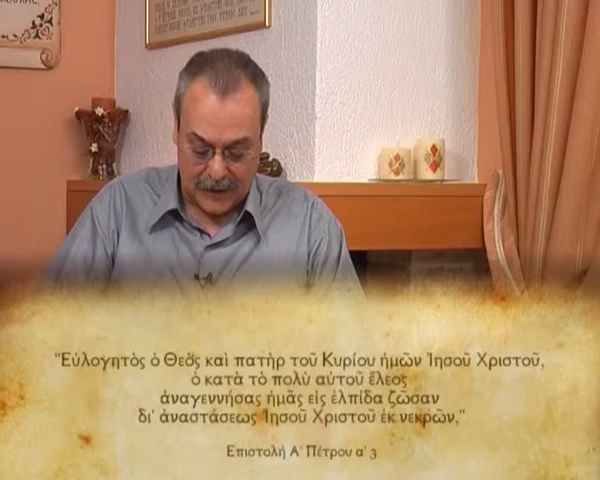 "Εὐλογητὸς ὁ Θεὸς καὶ πατὴρ τοῦ Κυρίου ἡμῶν Ἰησοῦ Χριστοῦ,
ὁ κατὰ τὸ πολὺ αὐτοῦ ἔλεος
ἀναγεννήσας ἡμᾶς εἰς ἐλπίδα ζῶσαν
δι' ἀναστάσεως Ἰησοῦ Χριστοῦ ἐκ νεκρῶν,"
Επιστολή Α' Πέτρου α' 3